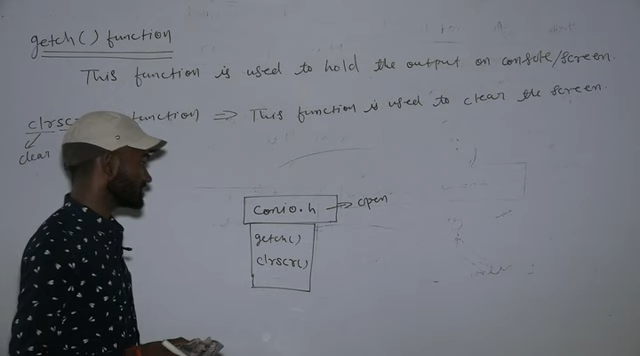 getch() function
This function is used to hold the output on console/screen.
clrscr function => This function is used to clear the screen.
clear
conio.h → open
getch()
clrscr()